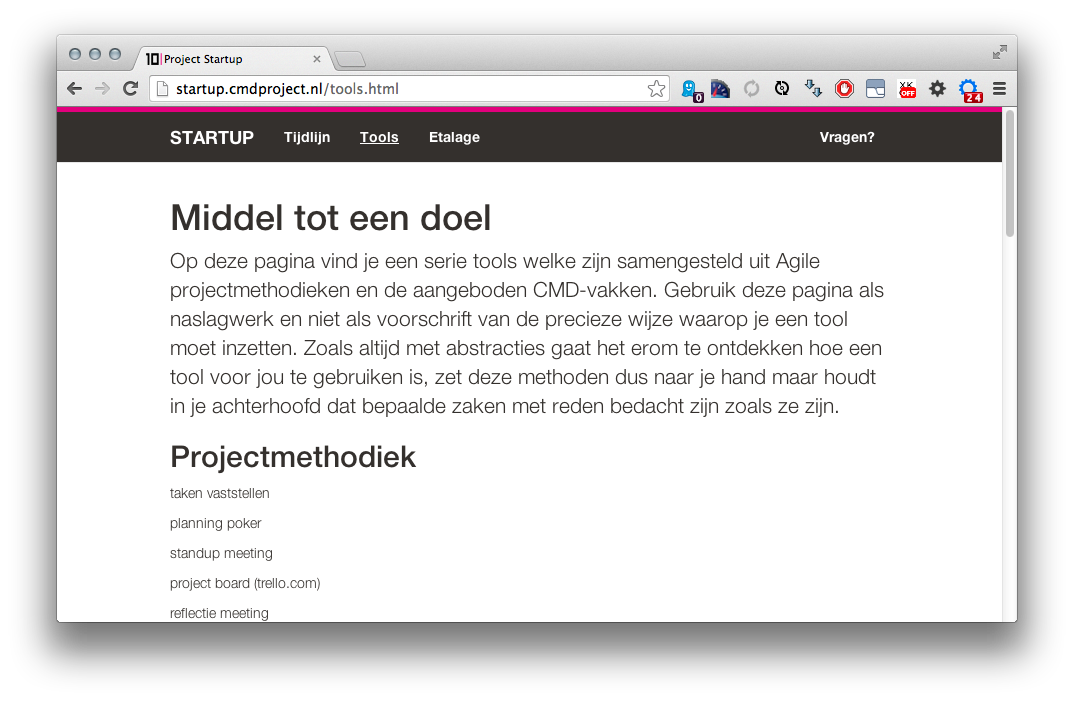 10 Project Startup
startup.cmdproject.nl/tools.html
0
OFF
24
STARTUP Tijdlijn Tools Etalage Vragen?
Middel tot een doel
Op deze pagina vind je een serie tools welke zijn samengesteld uit Agile
projectmethodieken en de aangeboden CMD-vakken. Gebruik deze pagina als
naslagwerk en niet als voorschrift van de precieze wijze waarop je een tool
moet inzetten. Zoals altijd met abstracties gaat het erom te ontdekken hoe een
tool voor jou te gebruiken is, zet deze methoden dus naar je hand maar houdt
in je achterhoofd dat bepaalde zaken met reden bedacht zijn zoals ze zijn.
Projectmethodiek
taken vaststellen
planning poker
standup meeting
project board (trello.com)
reflectie meeting